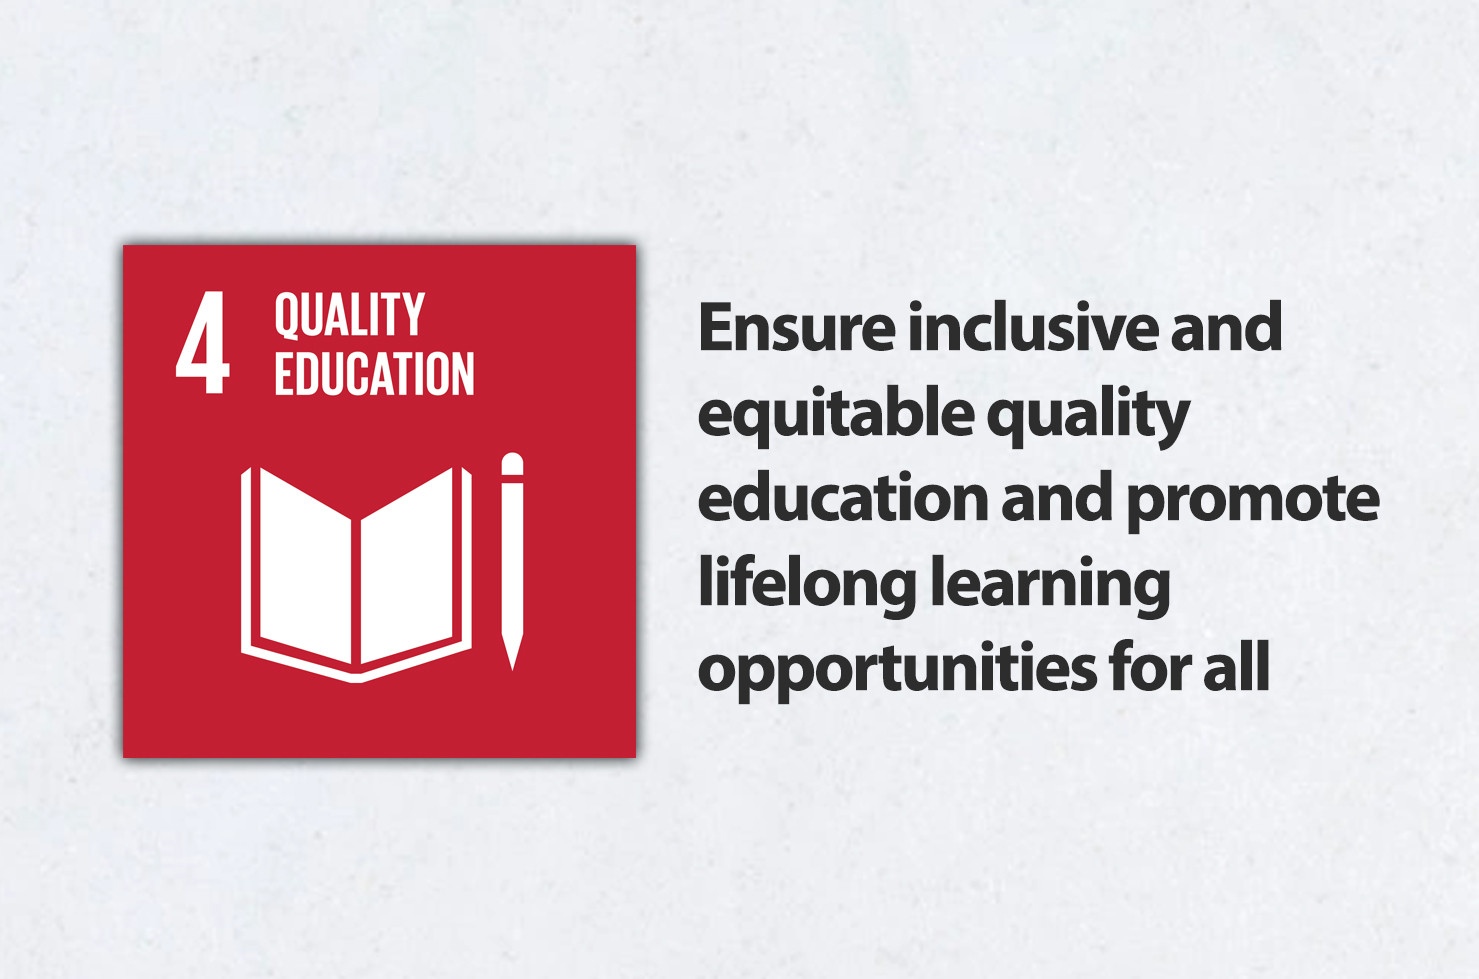 4 QUALITY
EDUCATION
Ensure inclusive and
equitable quality
education and promote
lifelong learning
opportunities for all